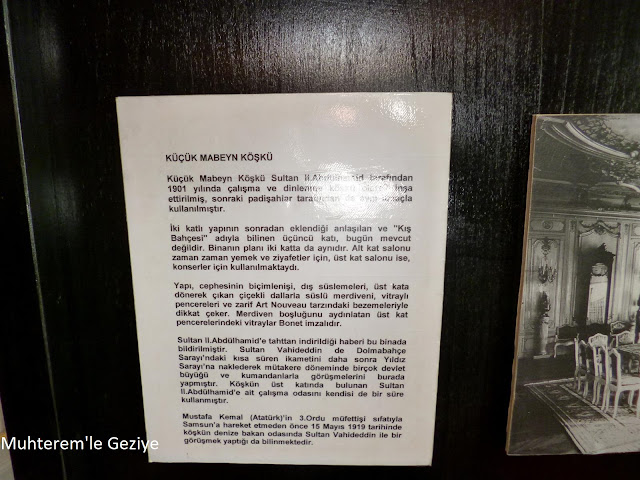 KÜÇÜK MABEYN KÖŞKÜ
Küçük Mabeyn Köşkü Sultan II.Abdülhamid tarafından
1901 yılında çalışma ve dinlenme köşkü inşa
ettirilmiş, sonraki padişahlar tarafından da aynı amaçla
kullanılmıştır.
İki katlı yapının sonradan eklendiği anlaşılan ve "Kış
Bahçesi" adıyla bilinen üçüncü katı, bugün mevcut
değildir. Binanın planı iki katta da aynıdır. Alt kat salonu
zaman zaman yemek ve ziyafetler için, üst kat salonu ise,
konserler için kullanılmaktaydı.
Yapı, cephesinin biçimlenişi, dış süslemeleri, üst kata
dönerek çıkan çiçekli dallarla süslü merdiveni, vitraylı
pencereleri ve zarif Art Nouveau tarzındaki bezemeleriyle
dikkat çeker. Merdiven boşluğunu aydınlatan üst kat
pencerelerindeki vitraylar Bonet imzalıdır.
Sultan II.Abdülhamid'e tahttan indirildiği haberi bu binada
bildirilmiştir. Sultan Vahideddin de Dolmabahçe
Sarayı'ndaki kısa süren ikametini daha sonra Yıldız
Sarayı'na naklederek mütakere döneminde birçok devlet
büyüğü ve kumandanlarla görüşmelerini burada
yapmıştır. Köşkün üst katında bulunan Sultan
II.Abdülhamid'e ait çalışma odasını kendisi de bir süre
kullanmıştır.
Mustafa Kemal (Atatürk)'in 3.Ordu müfettişi sıfatıyla
Samsun'a hareket etmeden önce 15 Mayıs 1919 tarihinde
köşkün denize bakan odasında Sultan Vahideddin ile bir
görüşmek yaptığı da bilinmektedir.
Muhterem'le Geziye